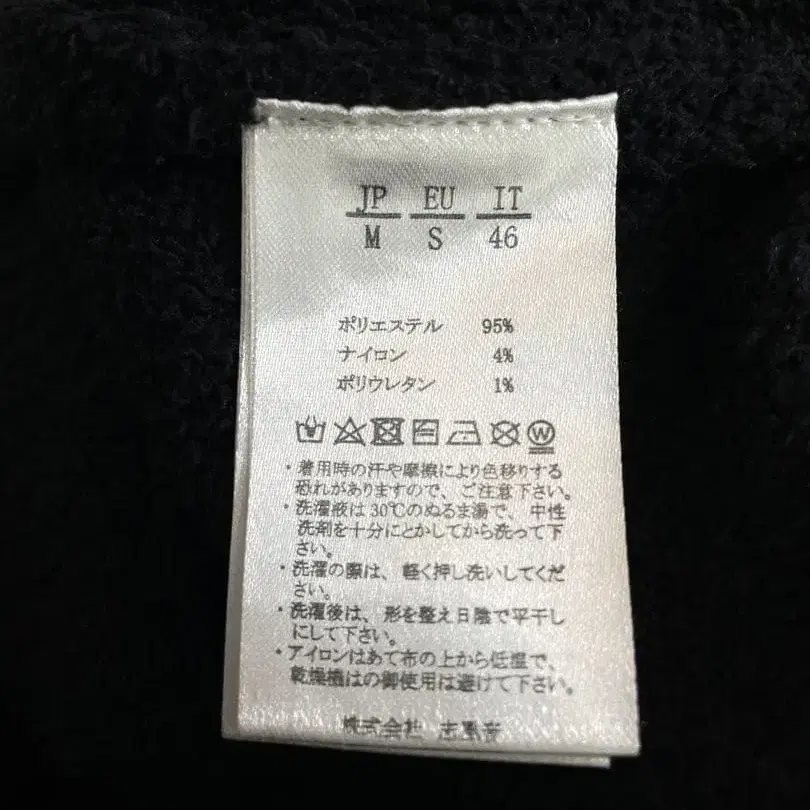 JP EU IT
M S 46
ポリエステル 95%
ナイロン 4%
ポリウレタン 1%
W
・着用時の汗や摩擦により色移りする
恐れがありますので、ご注意下さい。
・洗濯液は30℃のぬるま湯で、中性
洗剤を十分にとかしてから洗って下
さい。
・洗濯の際は、軽く押し洗いしてくだ
さい。
・洗濯後は、形を整え日陰で平干し
にして下さい。
・アイロンはあて布の上から低温で、
乾燥機はの御使用は避けて下さい。
株式会社